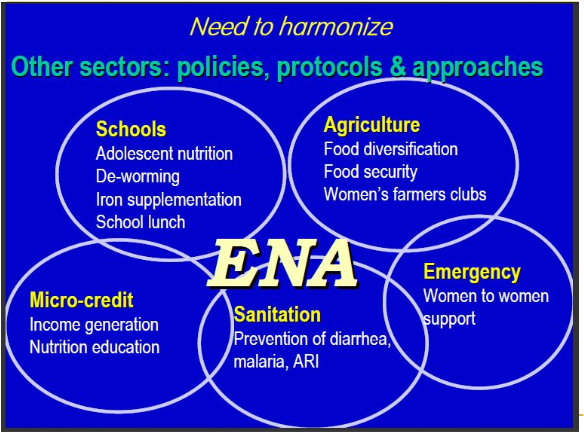 Need to harmonize
Other sectors: policies, protocols & approaches
Schools
Adolescent nutrition
De-worming
Iron supplementation
School lunch
Agriculture
Food diversification
Food security
Women's farmers clubs
ENA
Micro-credit
Income generation
Nutrition education
Sanitation
Prevention of diarrhea,
malaria, ARI
Emergency
Women to women
support